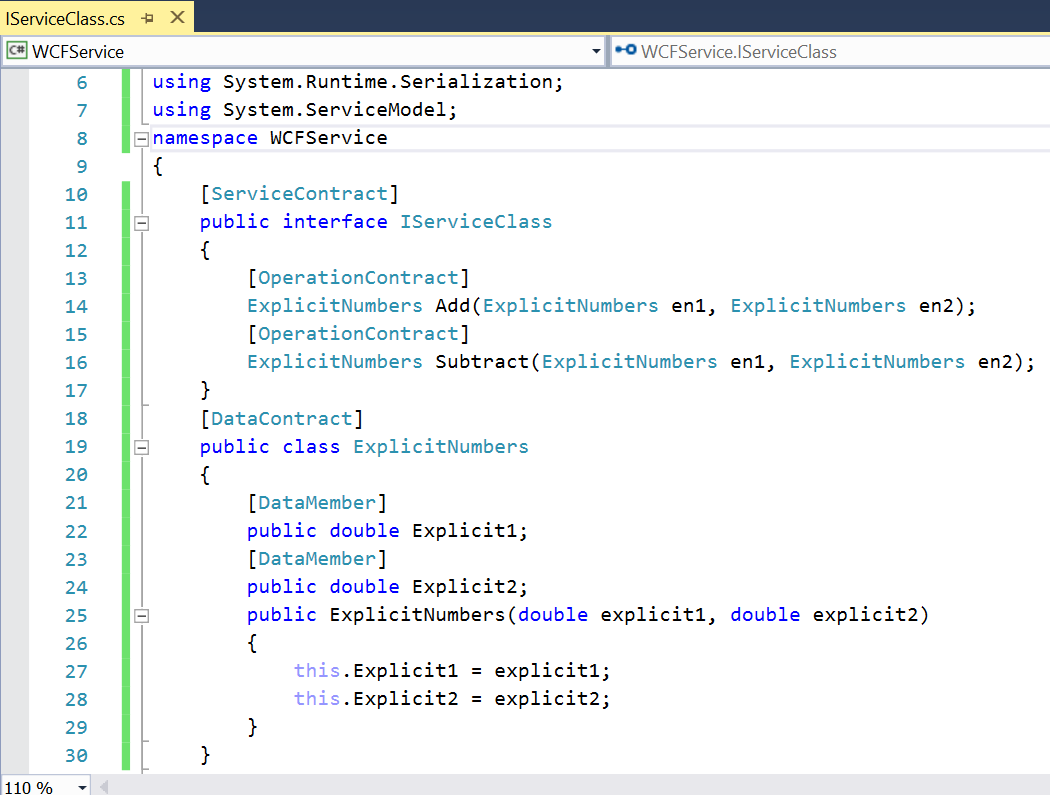 IServiceClass.cs
C# WCFService WCFService.IServiceClass
6 using System.Runtime.Serialization;
7 using System.ServiceModel;
8 namespace WCFService
9 {
10 [ServiceContract]
11 public interface IServiceClass
12 {
13 [OperationContract]
14 ExplicitNumbers Add(ExplicitNumbers en1, ExplicitNumbers en2);
15 [OperationContract]
16 ExplicitNumbers Subtract(ExplicitNumbers en1, ExplicitNumbers en2);
17 }
18 [DataContract]
19 public class ExplicitNumbers
20 {
21 [DataMember]
22 public double Explicit1;
23 [DataMember]
24 public double Explicit2;
25 public ExplicitNumbers(double explicit1, double explicit2)
26 {
27 this.Explicit1 = explicit1;
28 this.Explicit2 = explicit2;
29 }
30 }
110 %